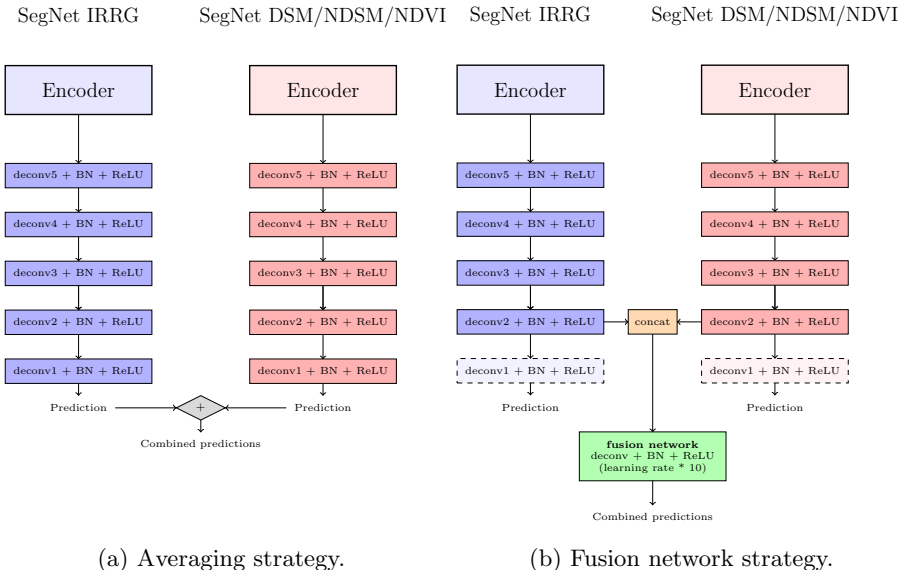 SegNet IRRG
SegNet DSM/NDSM/NDVI
Encoder
Encoder
deconv5 + BN + ReLU
deconv5 + BN + ReLU
deconv4 + BN + ReLU
deconv4 + BN + ReLU
deconv3 + BN + ReLU
deconv3 + BN + ReLU
deconv2 + BN + ReLU
deconv2 + BN + ReLU
deconv1 + BN + ReLU
deconv1 + BN + ReLU
Prediction
+
Prediction
Combined predictions
(a) Averaging strategy.
SegNet IRRG
SegNet DSM/NDSM/NDVI
Encoder
Encoder
deconv5 + BN + ReLU
deconv5 + BN + ReLU
deconv4 + BN + ReLU
deconv4 + BN + ReLU
deconv3 + BN + ReLU
deconv3 + BN + ReLU
deconv2 + BN + ReLU
concat
deconv2 + BN + ReLU
deconv1 + BN + ReLU
deconv1 + BN + ReLU
Prediction
Prediction
fusion network
deconv + BN + ReLU
(learning rate * 10)
Combined predictions
(b) Fusion network strategy.